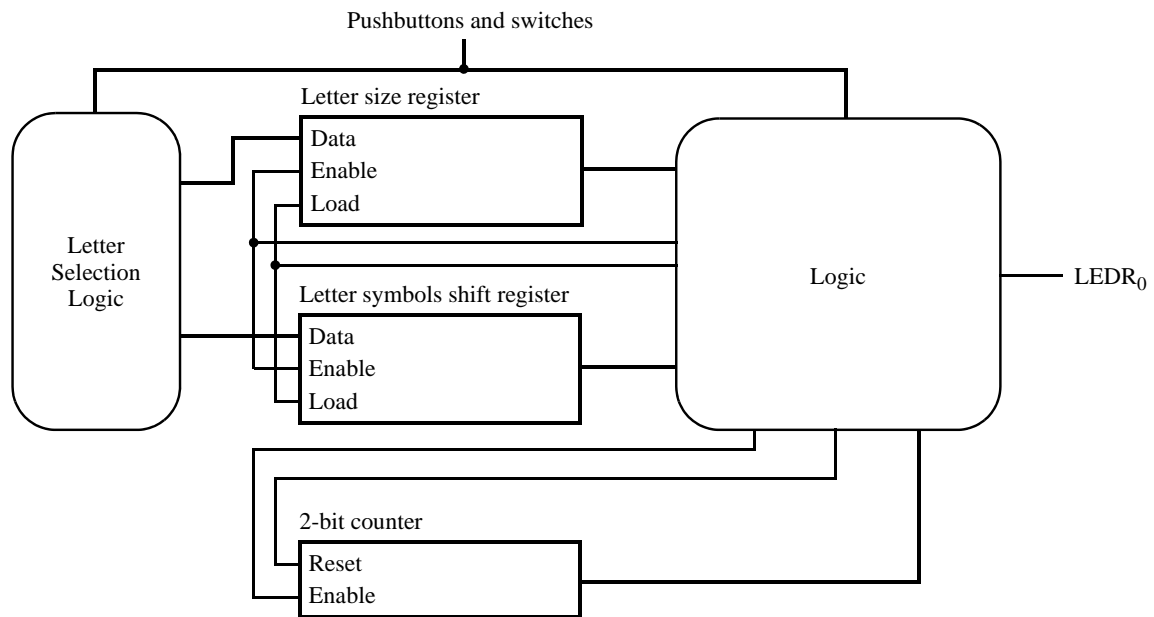 Pushbuttons and switches
Letter size register
Data
Enable
Load
Letter
Selection
Logic
Logic
LEDR0
Letter symbols shift register
Data
Enable
Load
2-bit counter
Reset
Enable